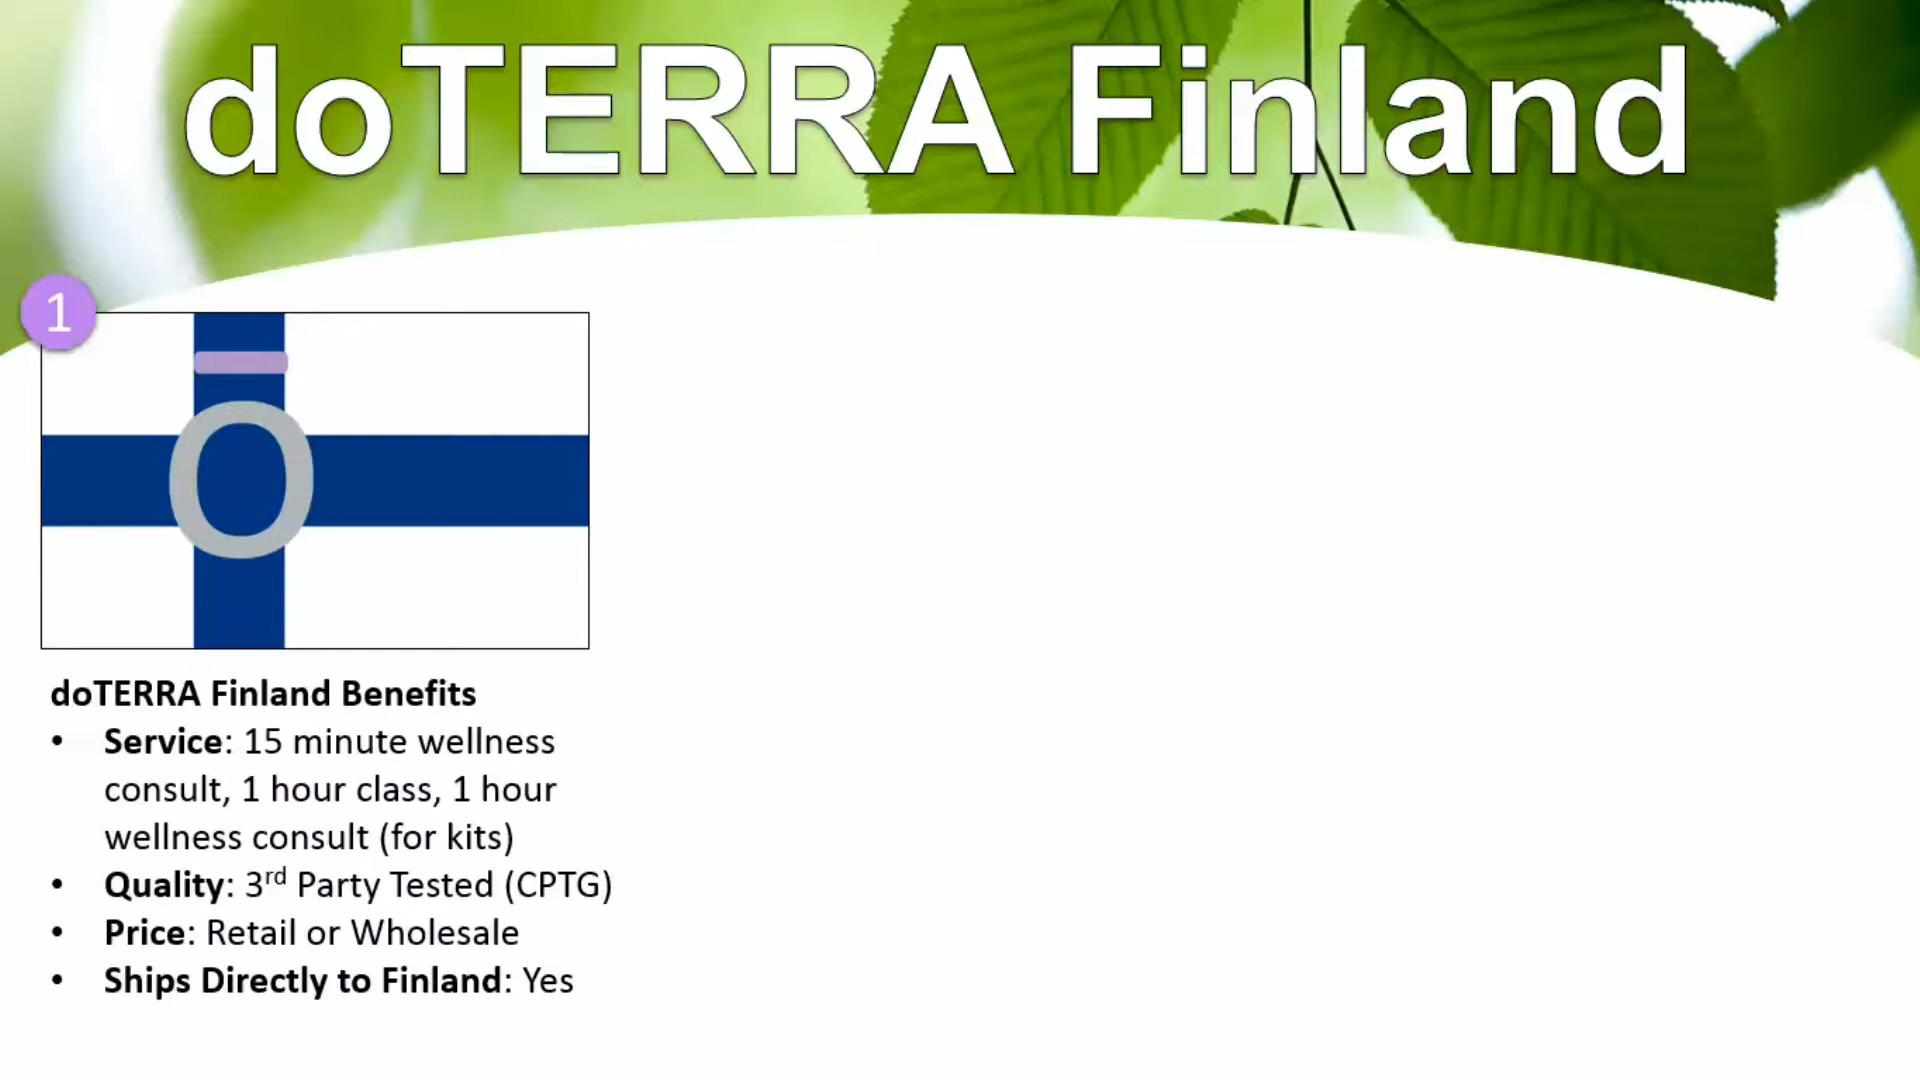 doTERRA Finland
1
ō
doTERRA Finland Benefits
• Service: 15 minute wellness
consult, 1 hour class, 1 hour
wellness consult (for kits)
• Quality: 3rd Party Tested (CPTG)
• Price: Retail or Wholesale
• Ships Directly to Finland: Yes